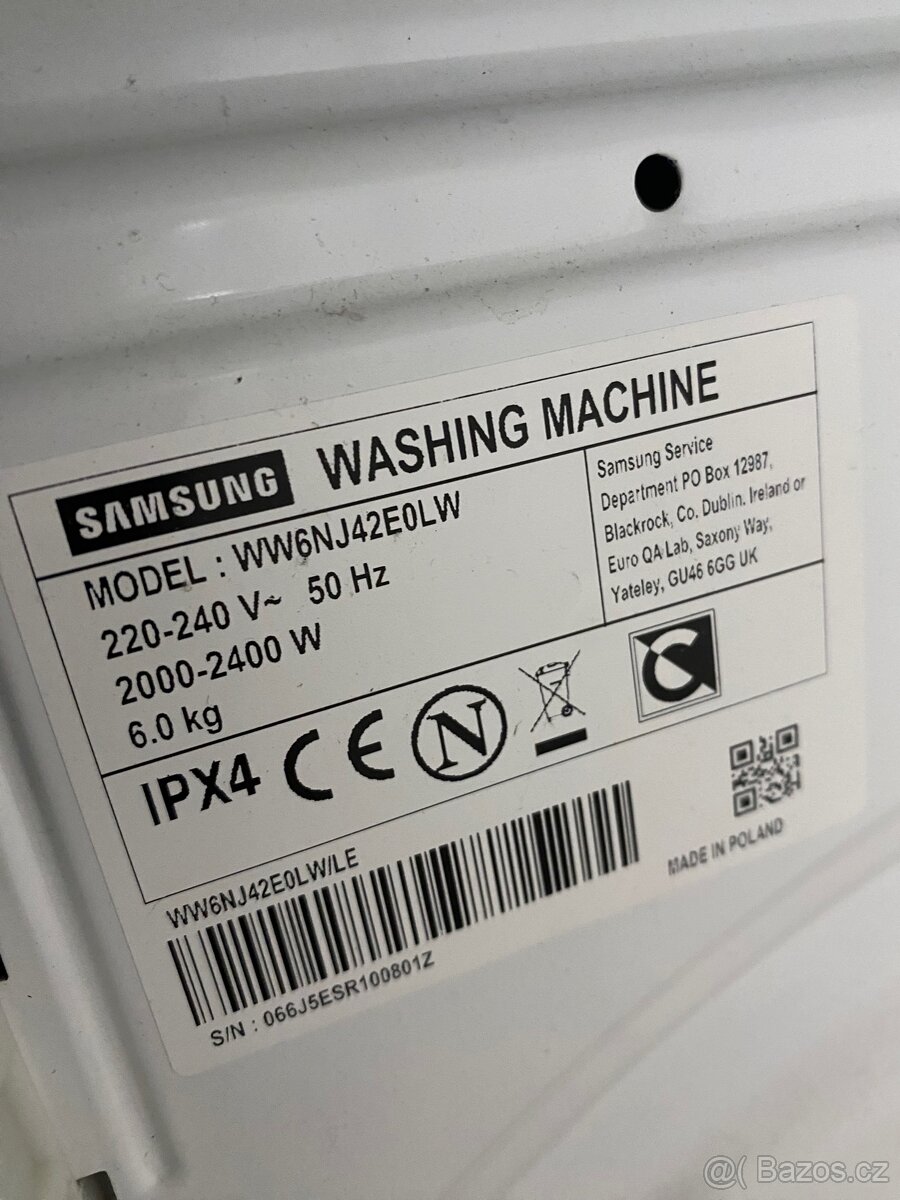 SAMSUNG WASHING MACHINE
MODEL : WW6NJ42E0LW
220-240 V~ 50 Hz
2000-2400 W
6.0 kg
Samsung Service
Department PO Box 12987,
Blackrock, Co. Dublin. Ireland or
Euro QA Lab, Saxony Way,
Yateley, GU46 6GG UK
IPX4 CE N
MADE IN POLAND
WW6NJ42E0LW/LE
S/N : 066J5ESR100801Z
@( Bazos.cz